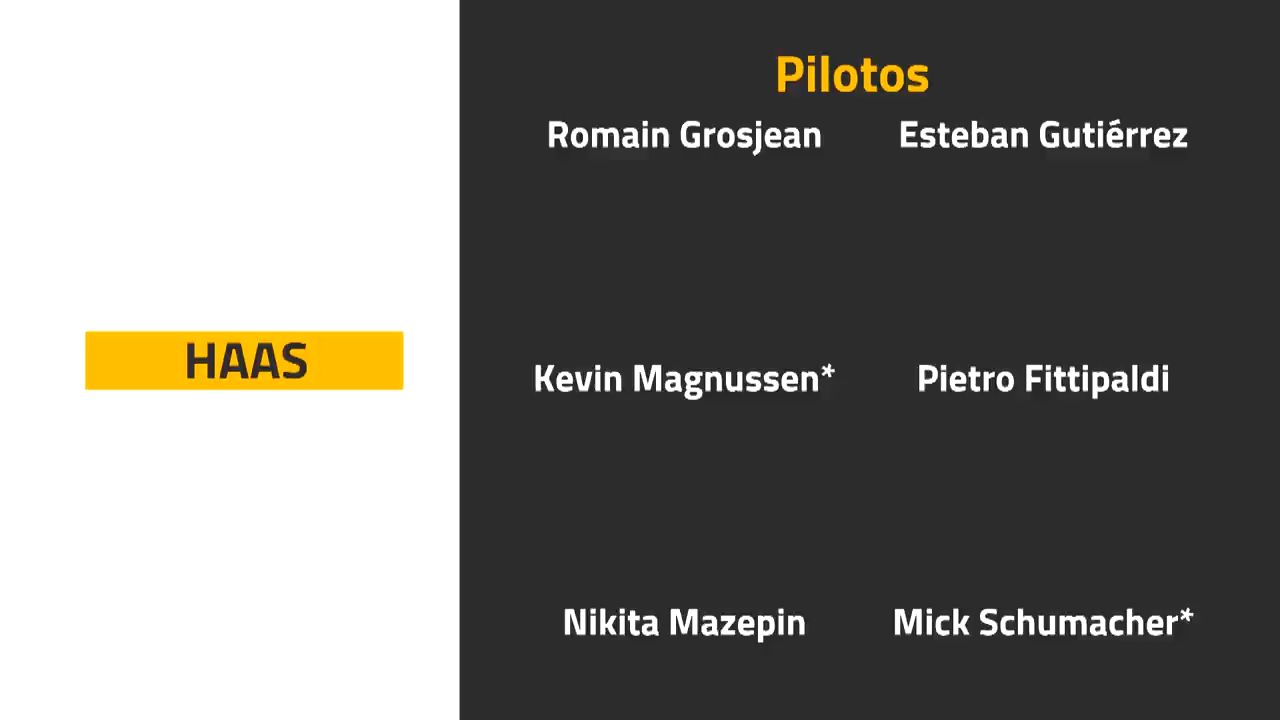 HAAS
Pilotos
Romain Grosjean
Esteban Gutiérrez
Kevin Magnussen*
Pietro Fittipaldi
Nikita Mazepin
Mick Schumacher*